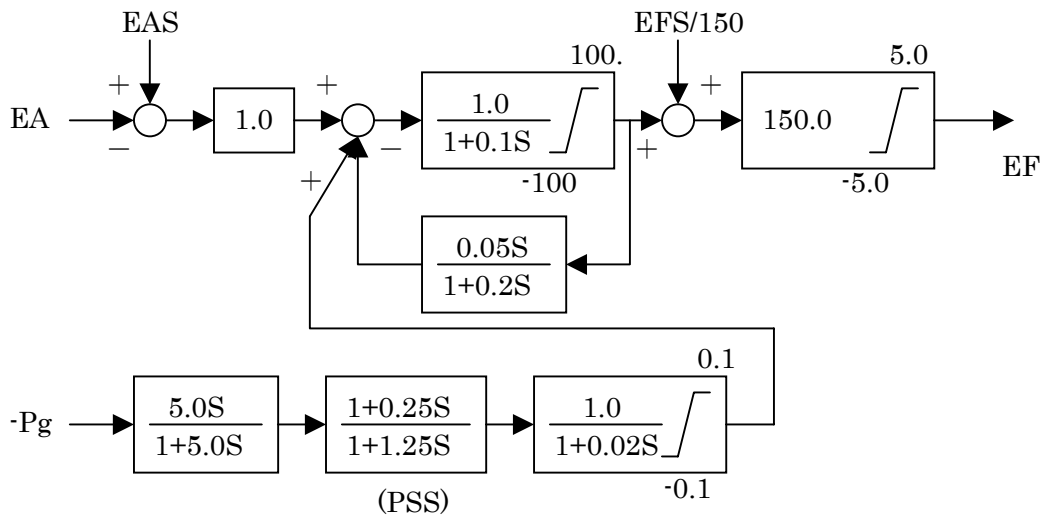 EAS
EFS/150
100.
5.0
+
+
+
EA
1.0
1.0
1+0.1S
150.0
−
−
+
-100
-5.0
EF
+
0.05S
1+0.2S
0.1
-Pg
5.0S
1+5.0S
1+0.25S
1+1.25S
1.0
1+0.02S
(PSS)
-0.1